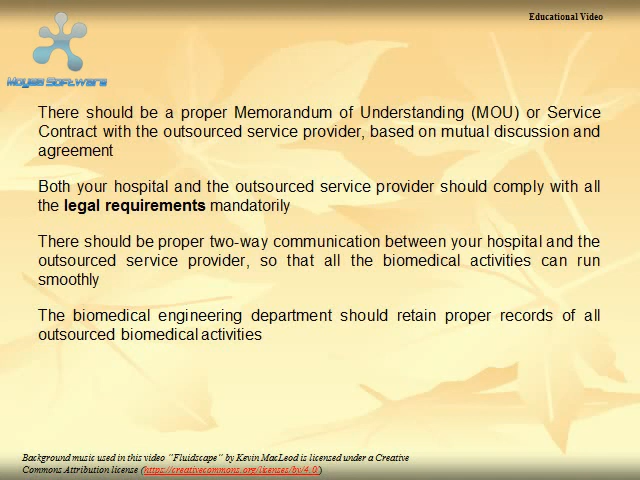 Educational Video
Moyea Software
There should be a proper Memorandum of Understanding (MOU) or Service
Contract with the outsourced service provider, based on mutual discussion and
agreement
Both your hospital and the outsourced service provider should comply with all
the legal requirements mandatorily
There should be proper two-way communication between your hospital and the
outsourced service provider, so that all the biomedical activities can run
smoothly
The biomedical engineering department should retain proper records of all
outsourced biomedical activities
Background music used in this video "Fluidscape" by Kevin MacLeod is licensed under a Creative
Commons Attribution license (https://creativecommons.org/licenses/by/4.0/)